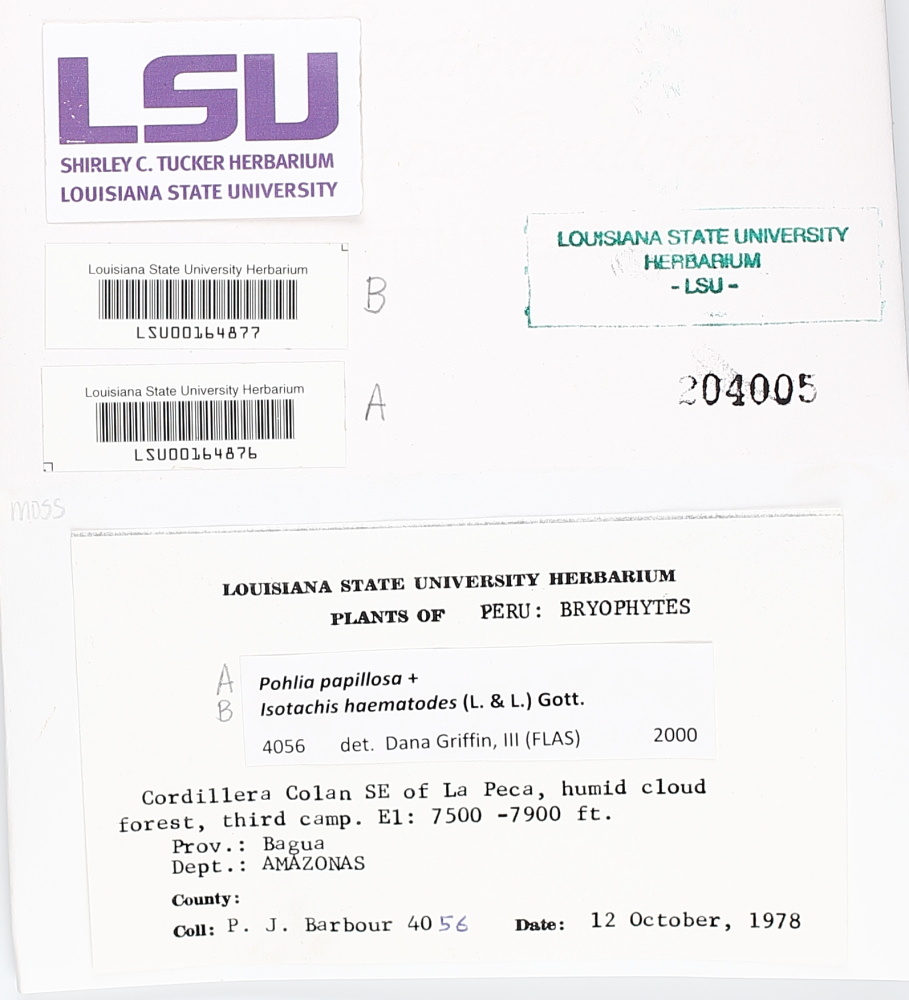 LSU
SHIRLEY C. TUCKER HERBARIUM
LOUISIANA STATE UNIVERSITY
Louisiana State University Herbarium
LSU00164877
B
LOUISIANA STATE UNIVERSITY
HERBARIUM
- LSU -
Louisiana State University Herbarium
LSU00164876
A
204005
MOSS
LOUISIANA STATE UNIVERSITY HERBARIUM
PLANTS OF PERU: BRYOPHYTES
A Pohlia papillosa +
B Isotachis haematodes (L. & L.) Gott.
4056 det. Dana Griffin, III (FLAS) 2000
Cordillera Colan SE of La Peca, humid cloud
forest, third camp. El: 7500 -7900 ft.
Prov.: Bagua
Dept.: AMAZONAS
County:
Coll: P. J. Barbour 4056 Date: 12 October, 1978